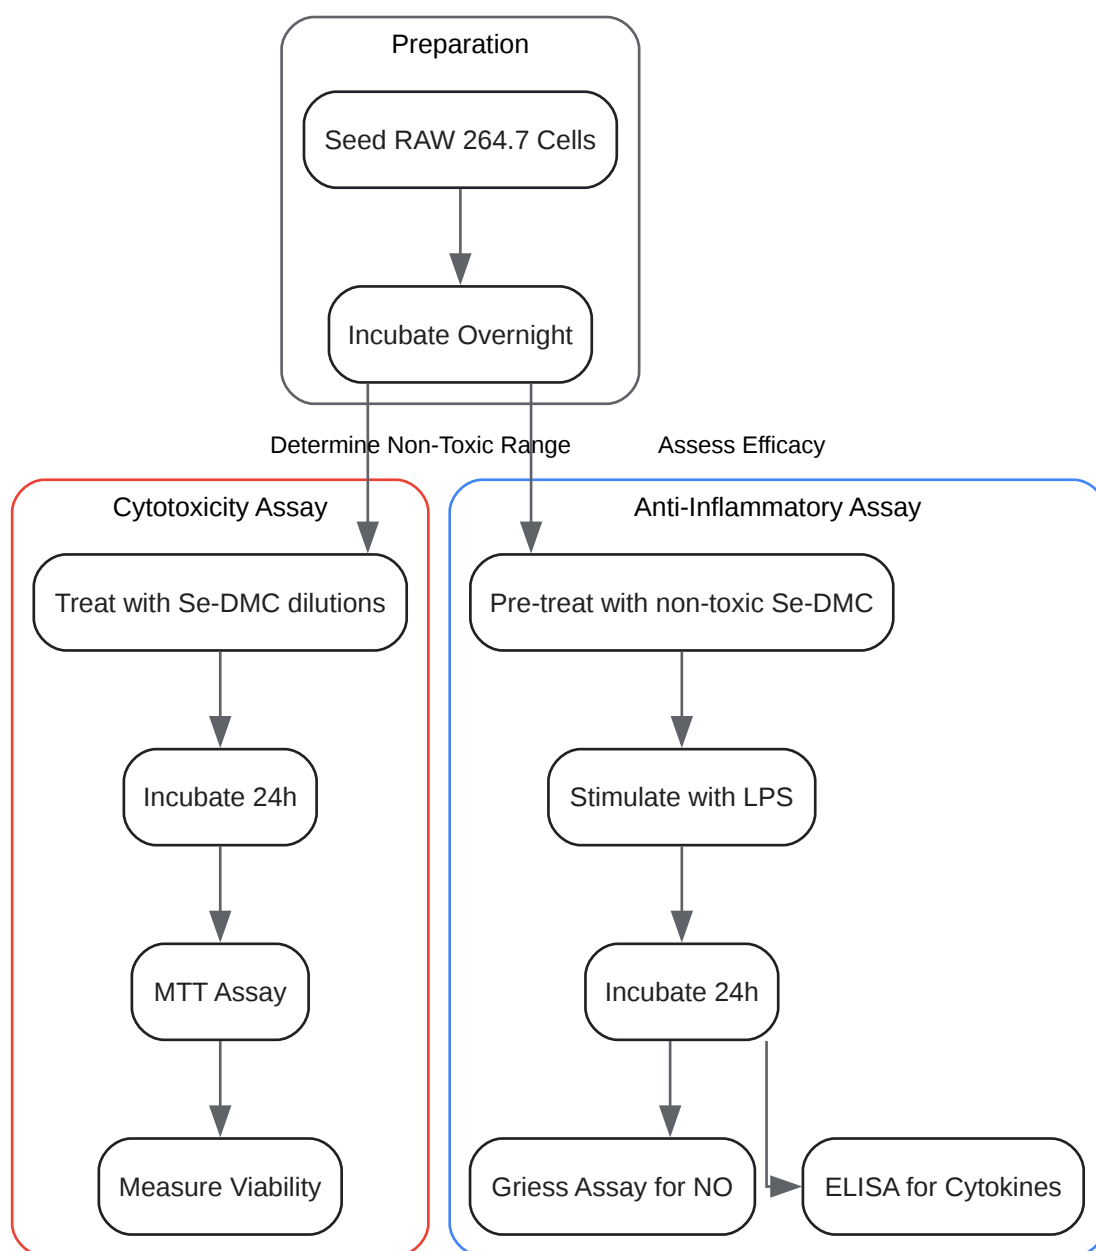 Preparation
Seed RAW 264.7 Cells
Incubate Overnight
Determine Non-Toxic Range
Assess Efficacy
Cytotoxicity Assay
Treat with Se-DMC dilutions
Incubate 24h
MTT Assay
Measure Viability
Anti-Inflammatory Assay
Pre-treat with non-toxic Se-DMC
Stimulate with LPS
Incubate 24h
Griess Assay for NO
ELISA for Cytokines